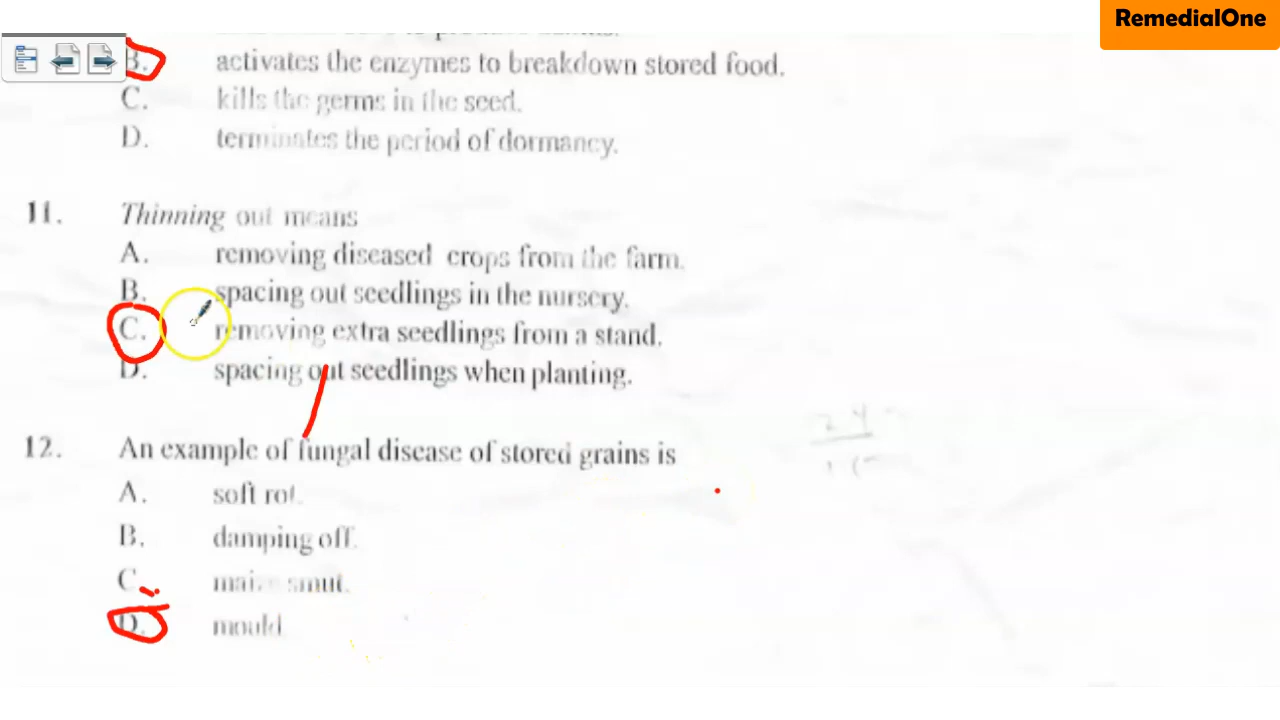 RemedialOne
B. activates the enzymes to breakdown stored food.
C. kills the germs in the seed.
D. terminates the period of dormancy.
11. Thinning out means
A. removing diseased crops from the farm.
B. spacing out seedlings in the nursery.
C. removing extra seedlings from a stand.
D. spacing out seedlings when planting.
12. An example of fungal disease of stored grains is
A. soft rot.
B. damping off.
C. maize smut.
D. mould